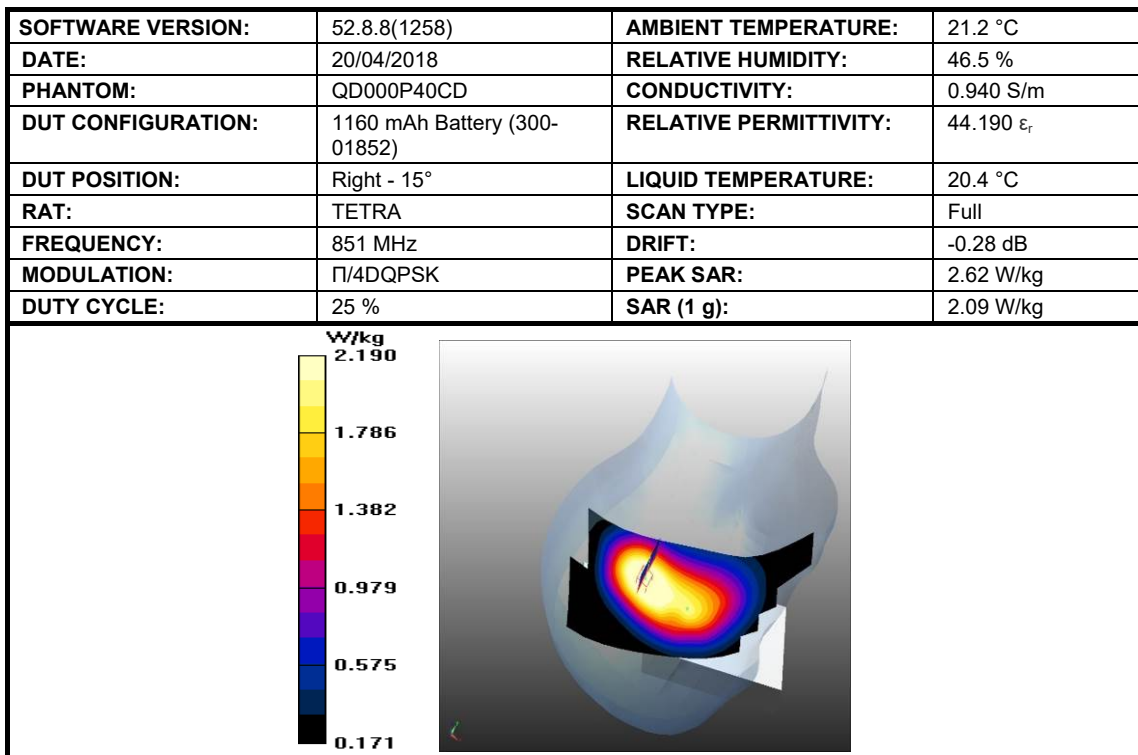 SOFTWARE VERSION: 52.8.8(1258) AMBIENT TEMPERATURE: 21.2 °C
DATE: 20/04/2018 RELATIVE HUMIDITY: 46.5 %
PHANTOM: QD000P40CD CONDUCTIVITY: 0.940 S/m
DUT CONFIGURATION: 1160 mAh Battery (300-
01852) RELATIVE PERMITTIVITY: 44.190 εr
DUT POSITION: Right - 15° LIQUID TEMPERATURE: 20.4 °C
RAT: TETRA SCAN TYPE: Full
FREQUENCY: 851 MHz DRIFT: -0.28 dB
MODULATION: Π/4DQPSK PEAK SAR: 2.62 W/kg
DUTY CYCLE: 25 % SAR (1 g): 2.09 W/kg
W/kg
2.190
1.786
1.382
0.979
0.575
0.171